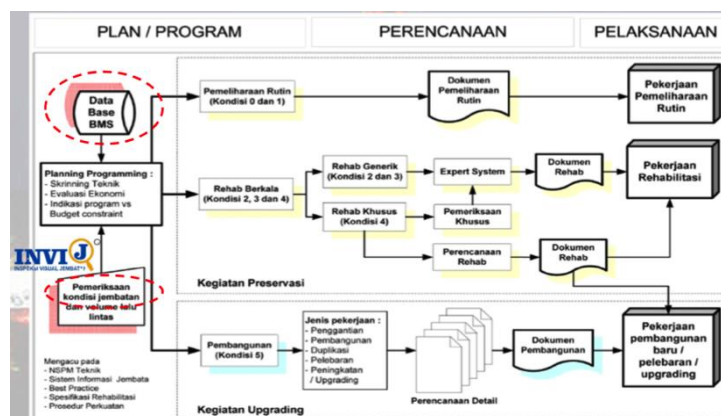 PLAN / PROGRAM
PERENCANAAN
PELAKSANAAN
Data
Base
BMS
Planning Programming :
- Skrinning Teknik
- Evaluasi Ekonomi
- Indikasi program vs
Budget constraint
INVIJ
INSPEKSI VISUAL JEMBATAN
Pemeriksaan
kondisi jembatan
dan volume lalu
lintas
Mengacu pada
- NSPM Teknik
- Sistem Informasi Jembata
- Best Practice
- Spesifikasi Rehabilitasi
- Prosedur Perkuatan
Pemeliharaan Rutin
(Kondisi 0 dan 1)
Dokumen
Pemeliharaan
Rutin
Pekerjaan
Pemeliharaan
Rutin
Rehab Berkala
(Kondisi 2, 3 dan 4)
Rehab Generik
(Kondisi 2 dan 3)
Expert System
Dokumen
Rehab
Pekerjaan
Rehabilitasi
Rehab Khusus
(Kondisi 4)
Pemeriksaan
Khusus
Perencanaan
Rehab
Dokumen
Rehab
Kegiatan Preservasi
Pembangunan
(Kondisi 5)
Jenis pekerjaan :
- Penggantian
- Pembangunan
- Duplikasi
- Pelebaran
- Peningkatan
/ Upgrading
Perencanaan Detail
Dokumen
Pembangunan
Pekerjaan
pembangunan
baru /
pelebaran /
upgrading
Kegiatan Upgrading